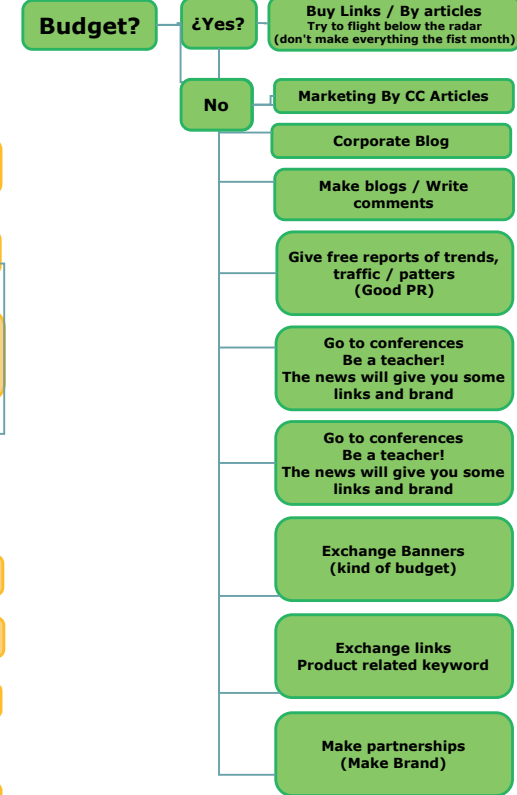 Budget?
¿Yes?
Buy Links / By articles
Try to flight below the radar
(don't make everything the fist month)
No
Marketing By CC Articles
Corporate Blog
Make blogs / Write
comments
Give free reports of trends,
traffic / patters
(Good PR)
Go to conferences
Be a teacher!
The news will give you some
links and brand
Go to conferences
Be a teacher!
The news will give you some
links and brand
Exchange Banners
(kind of budget)
Exchange links
Product related keyword
Make partnerships
(Make Brand)